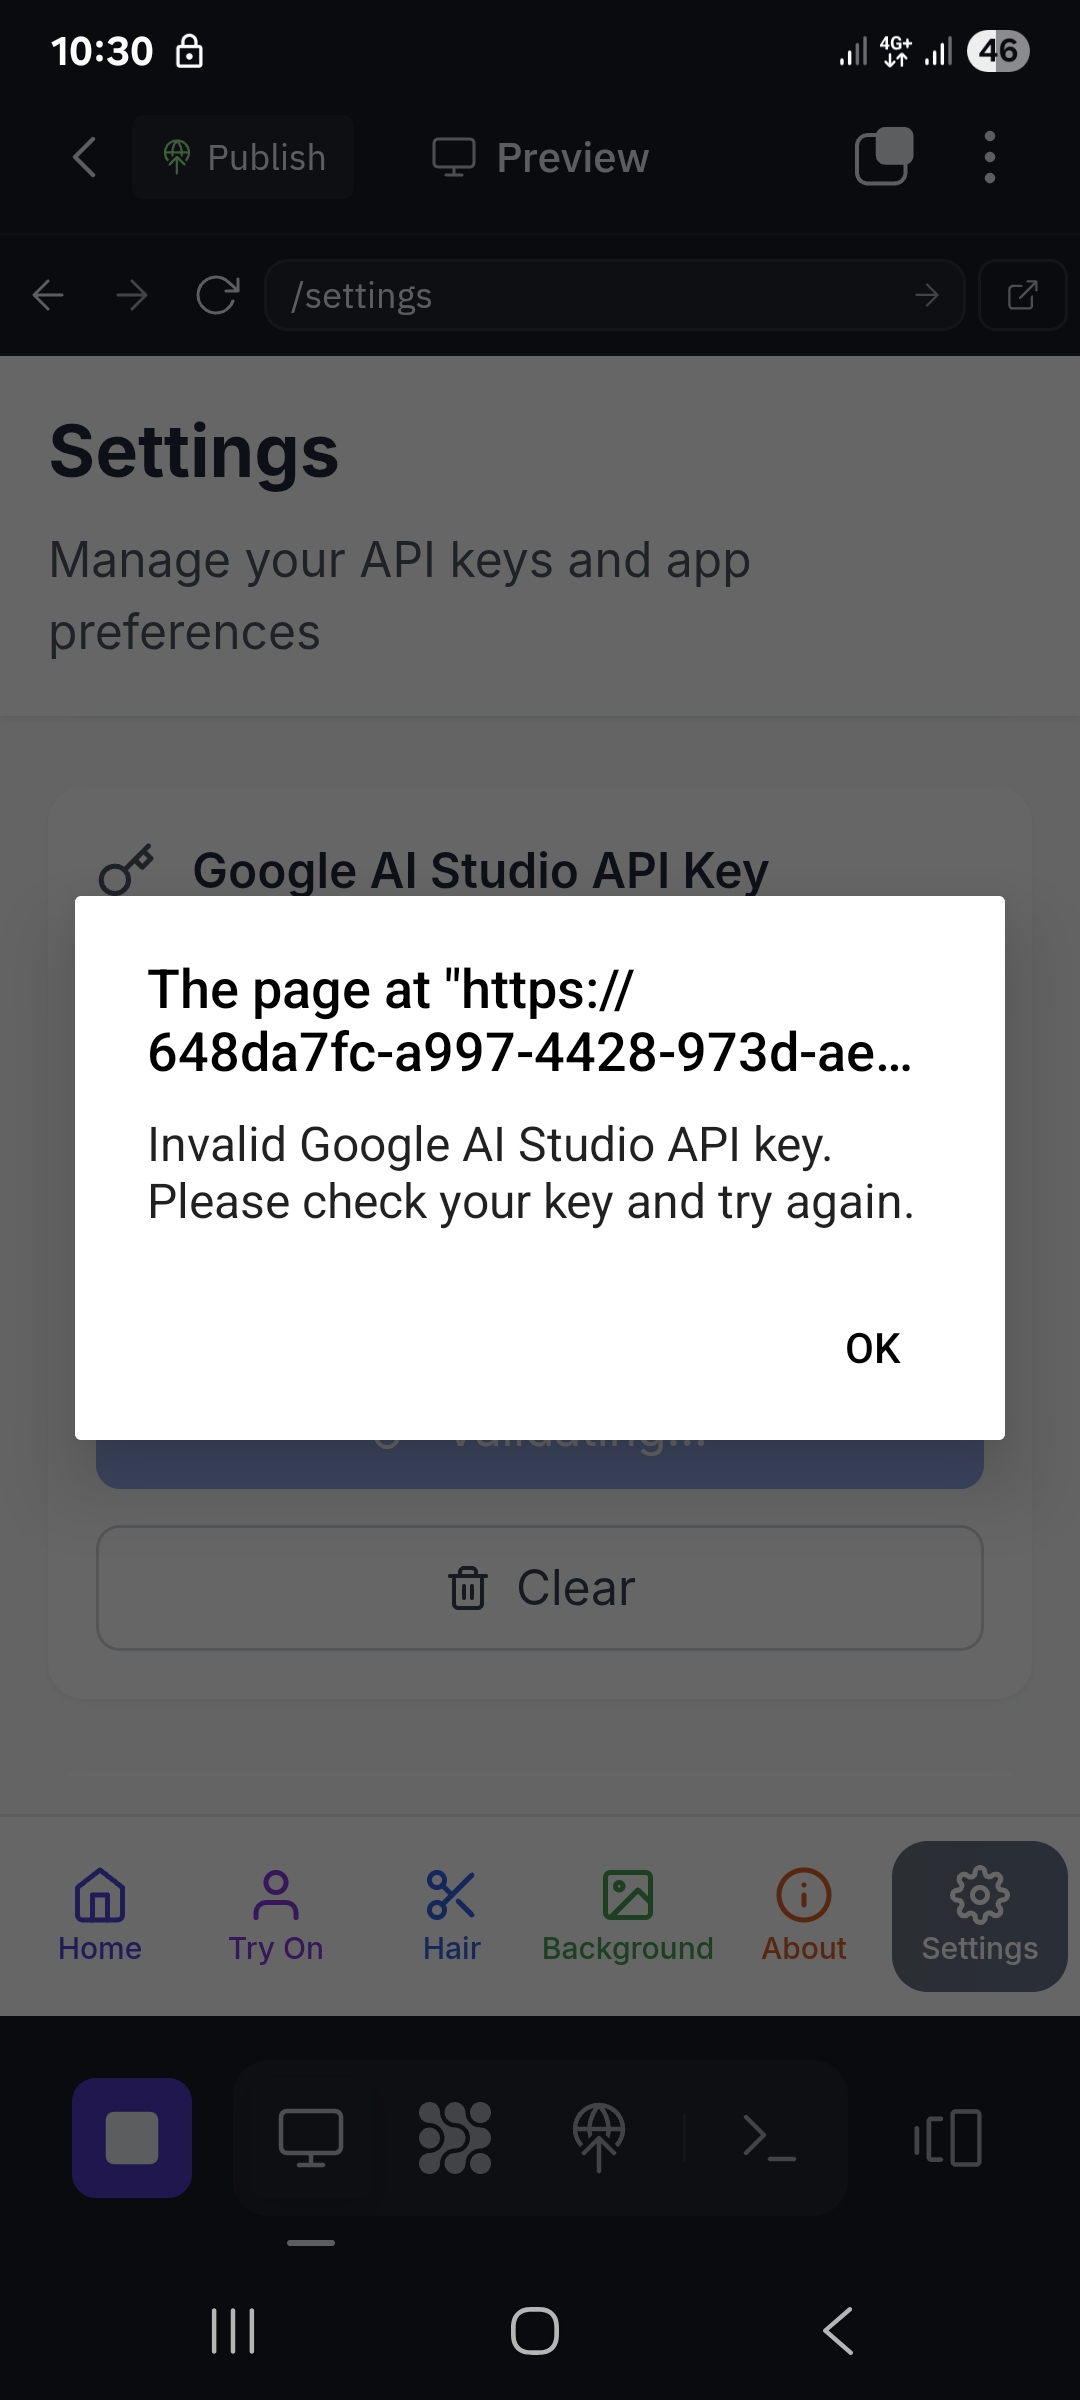 10:30
4G+
46
Publish
Preview
/settings
Settings
Manage your API keys and app
preferences
Google AI Studio API Key
The page at "https://
648da7fc-a997-4428-973d-ae...
Invalid Google AI Studio API key.
Please check your key and try again.
OK
Validating...
Clear
Home
Try On
Hair
Background
About
Settings